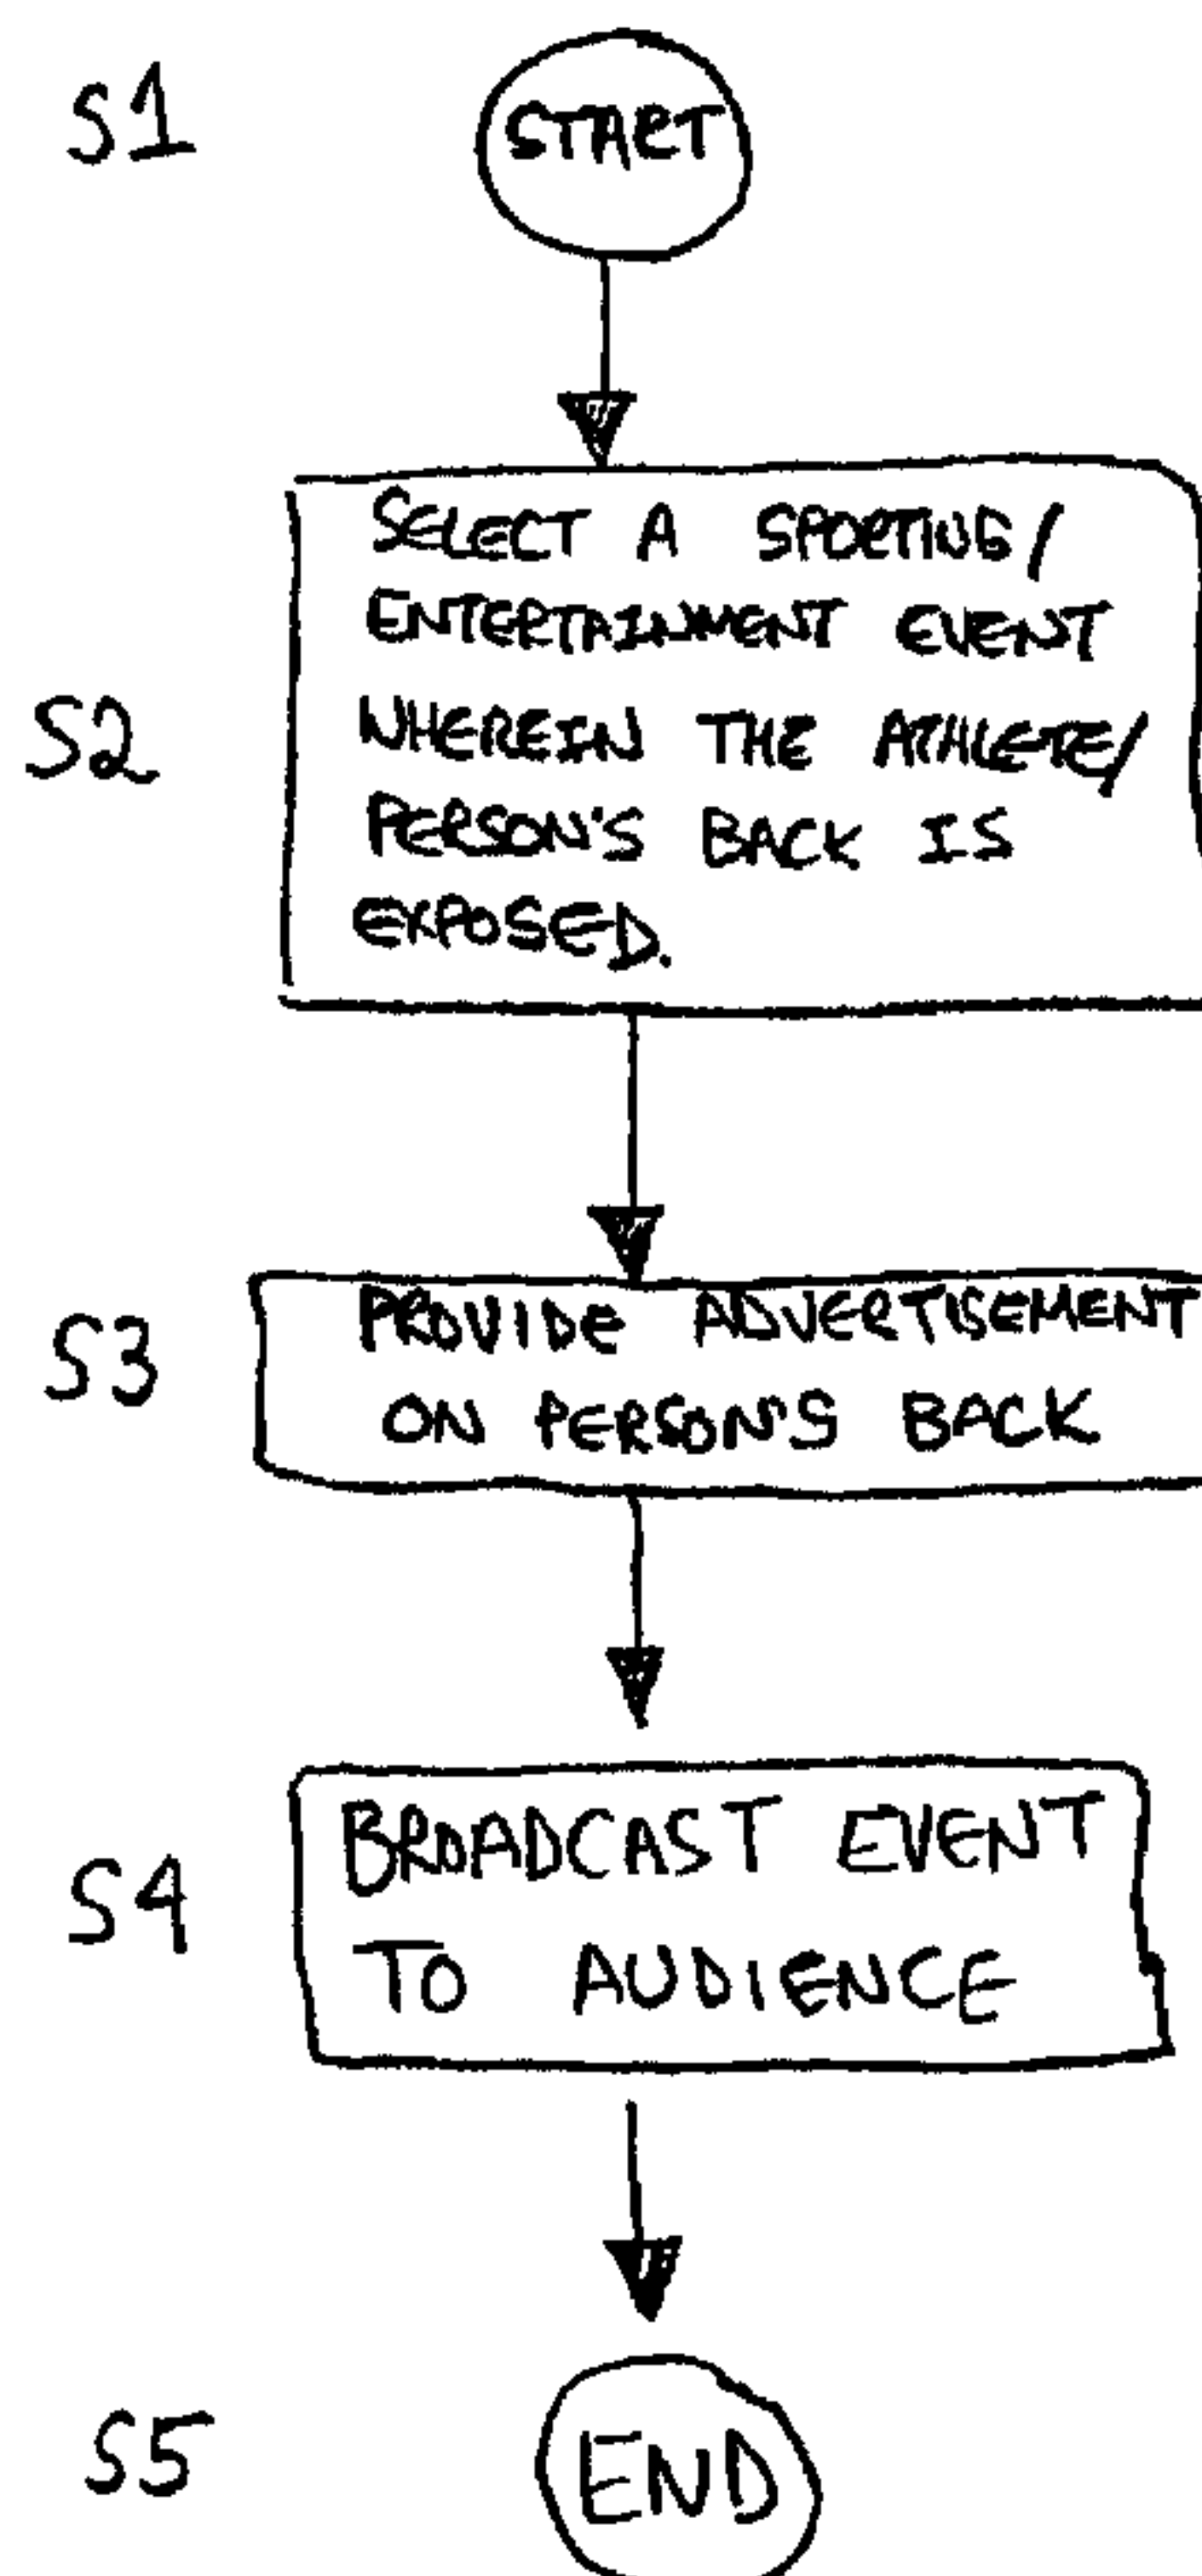 S1
START
S2
SELECT A SPORTING/
ENTERTAINMENT EVENT
WHEREIN THE ATHLETE/
PERSON'S BACK IS
EXPOSED.
S3
PROVIDE ADVERTISEMENT
ON PERSON'S BACK
S4
BROADCAST EVENT
TO AUDIENCE
S5
END